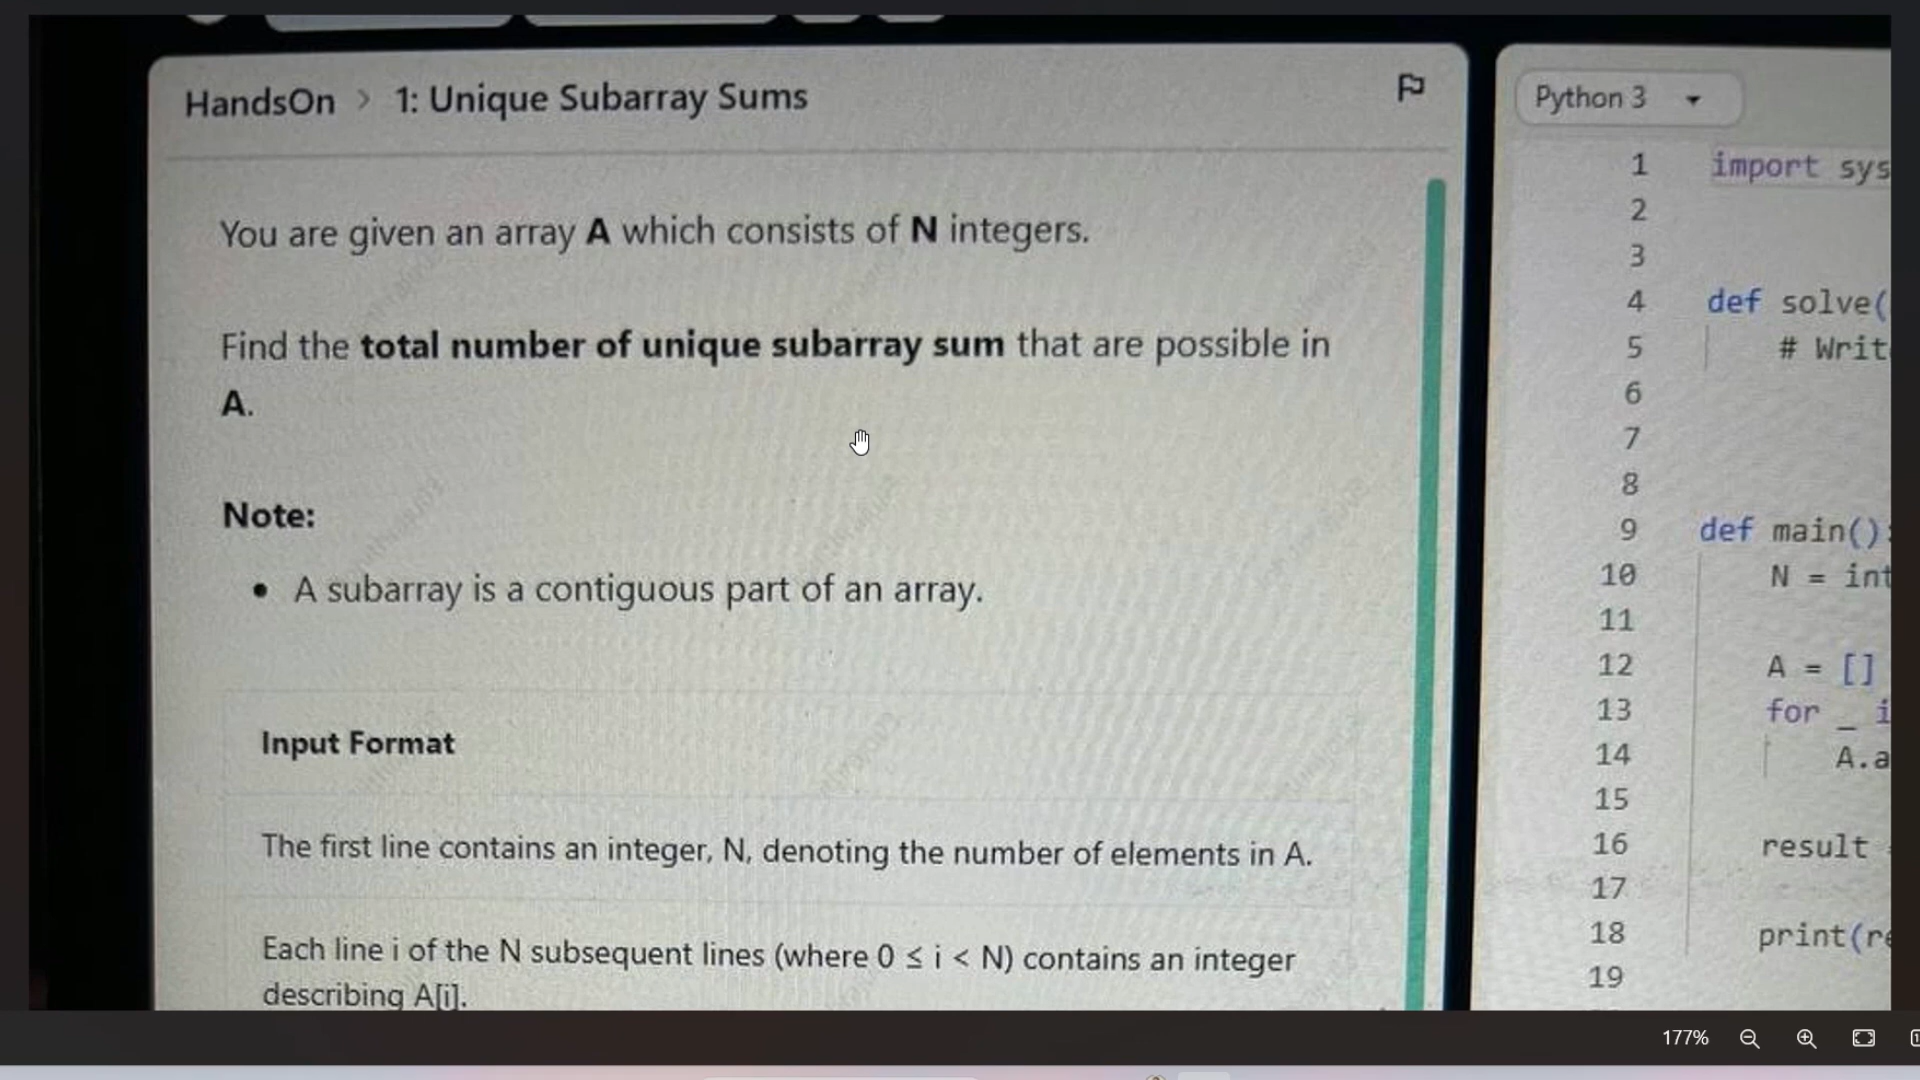 HandsOn > 1: Unique Subarray Sums
You are given an array A which consists of N integers.
Find the total number of unique subarray sum that are possible in
A.
Note:
• A subarray is a contiguous part of an array.
Input Format
The first line contains an integer, N, denoting the number of elements in A.
Each line i of the N subsequent lines (where 0 ≤ i < N) contains an integer
describing A[i].
Python 3
1 import sys
2
3
4 def solve(
5 # Writ
6
7
8
9 def main():
10 N = int
11
12 A = []
13 for _ i
14 A.a
15
16 result =
17
18 print(re
19
177%